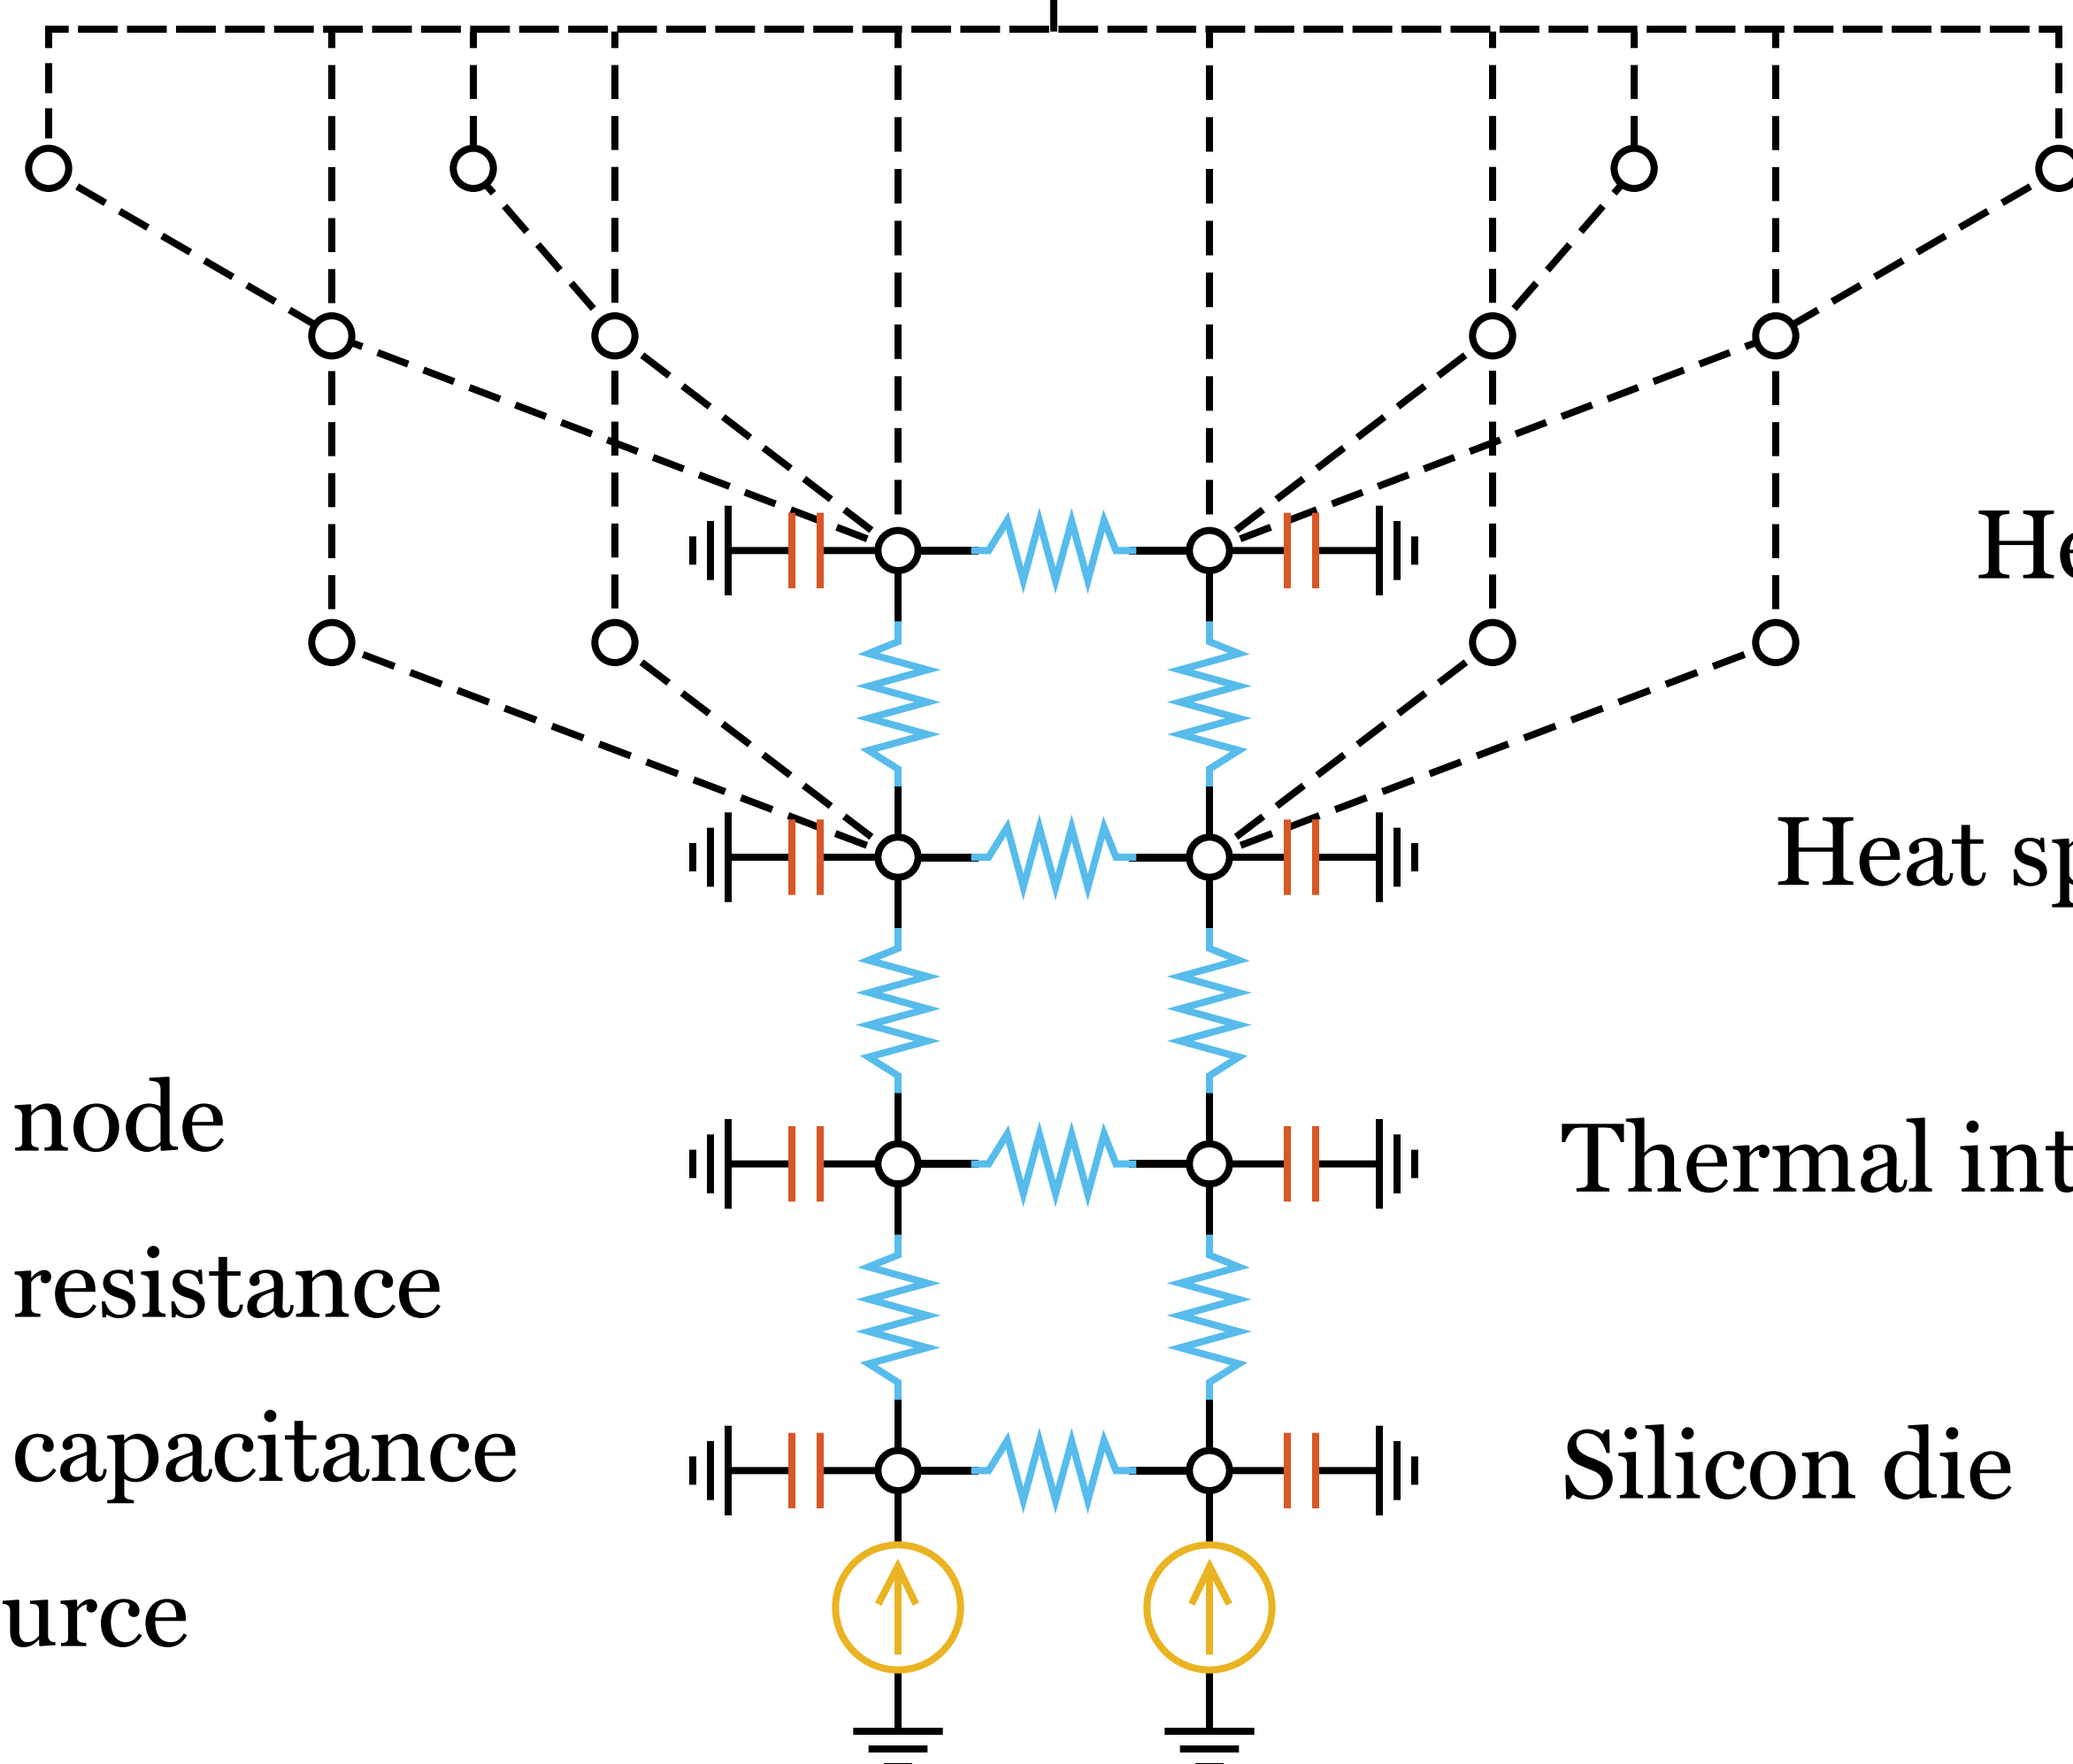 He
Heat sp
node
Thermal int
resistance
capacitance
Silicon die
urce